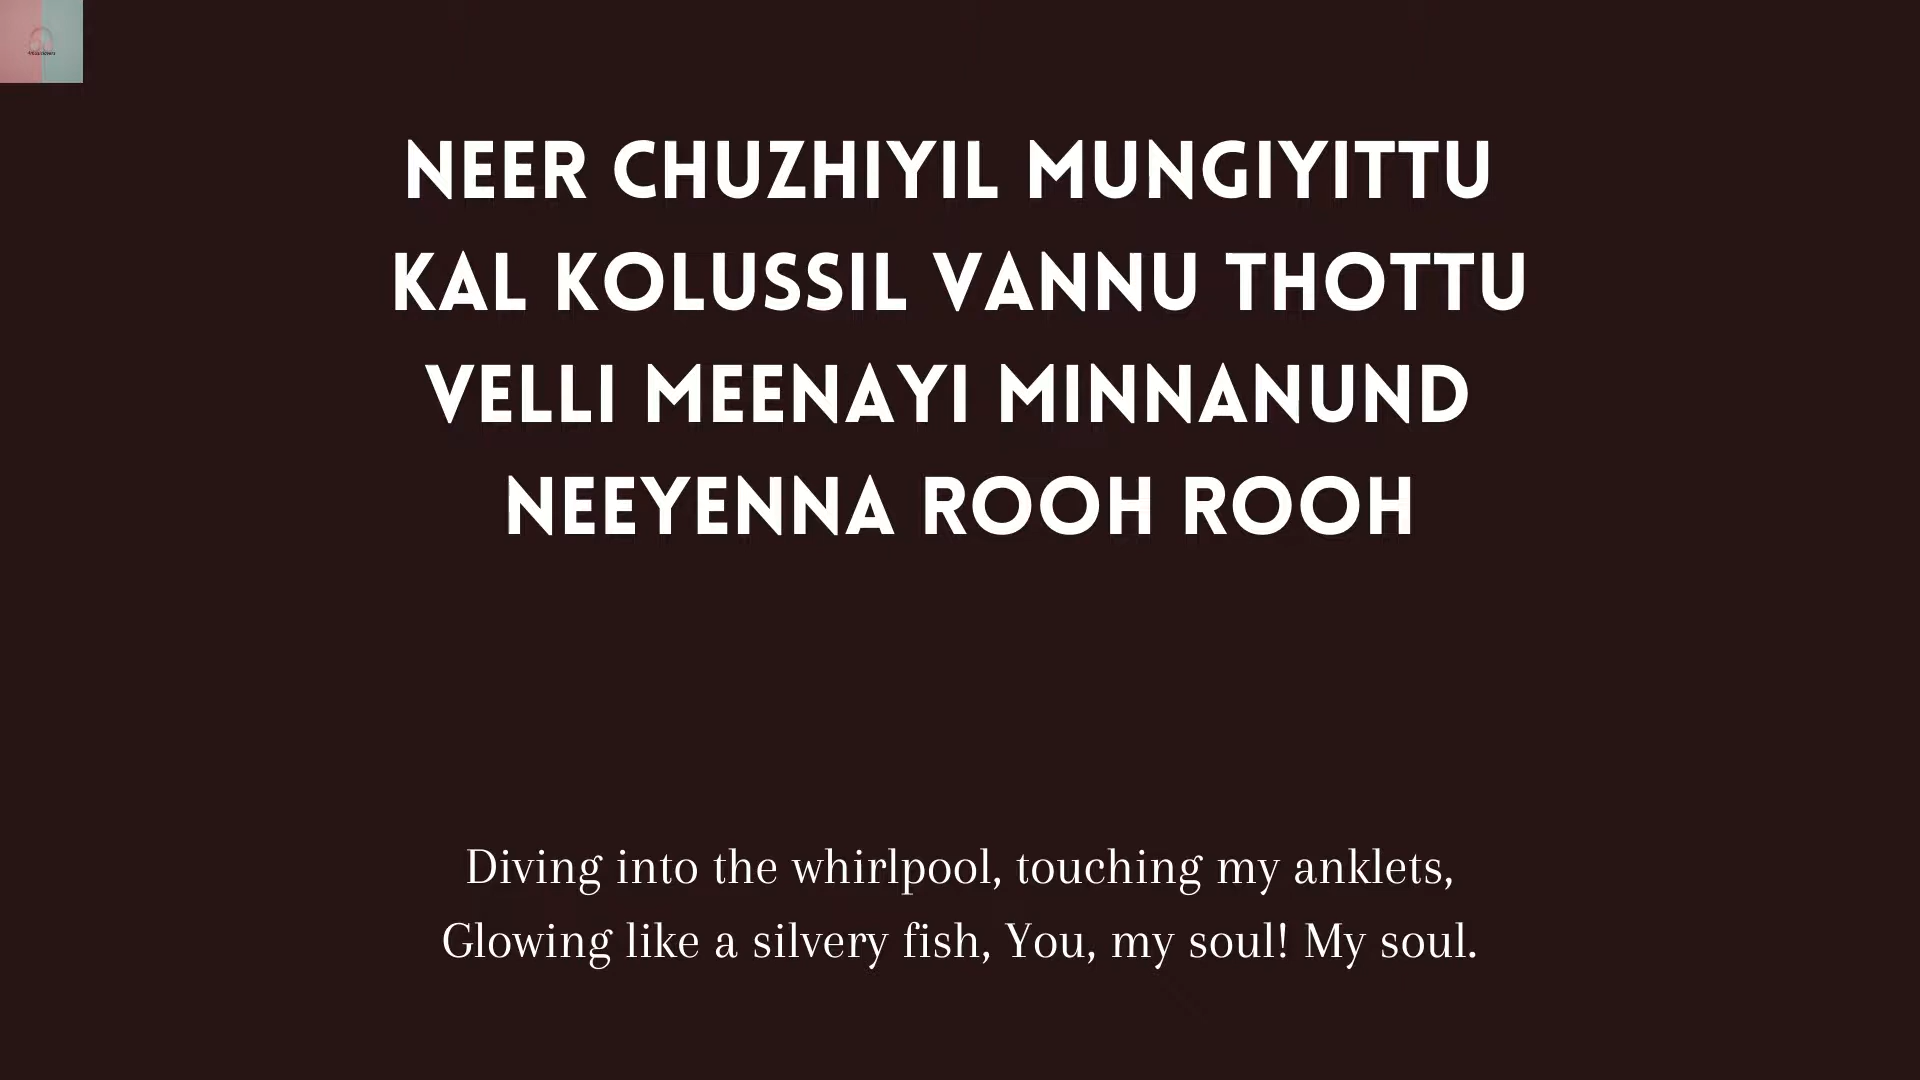 NEER CHUZHIYIL MUNGIYITTU
KAL KOLUSSIL VANNU THOTTU
VELLI MEENAYI MINNANUND
NEEYENNA ROOH ROOH
Diving into the whirlpool, touching my anklets,
Glowing like a silvery fish, You, my soul! My soul.